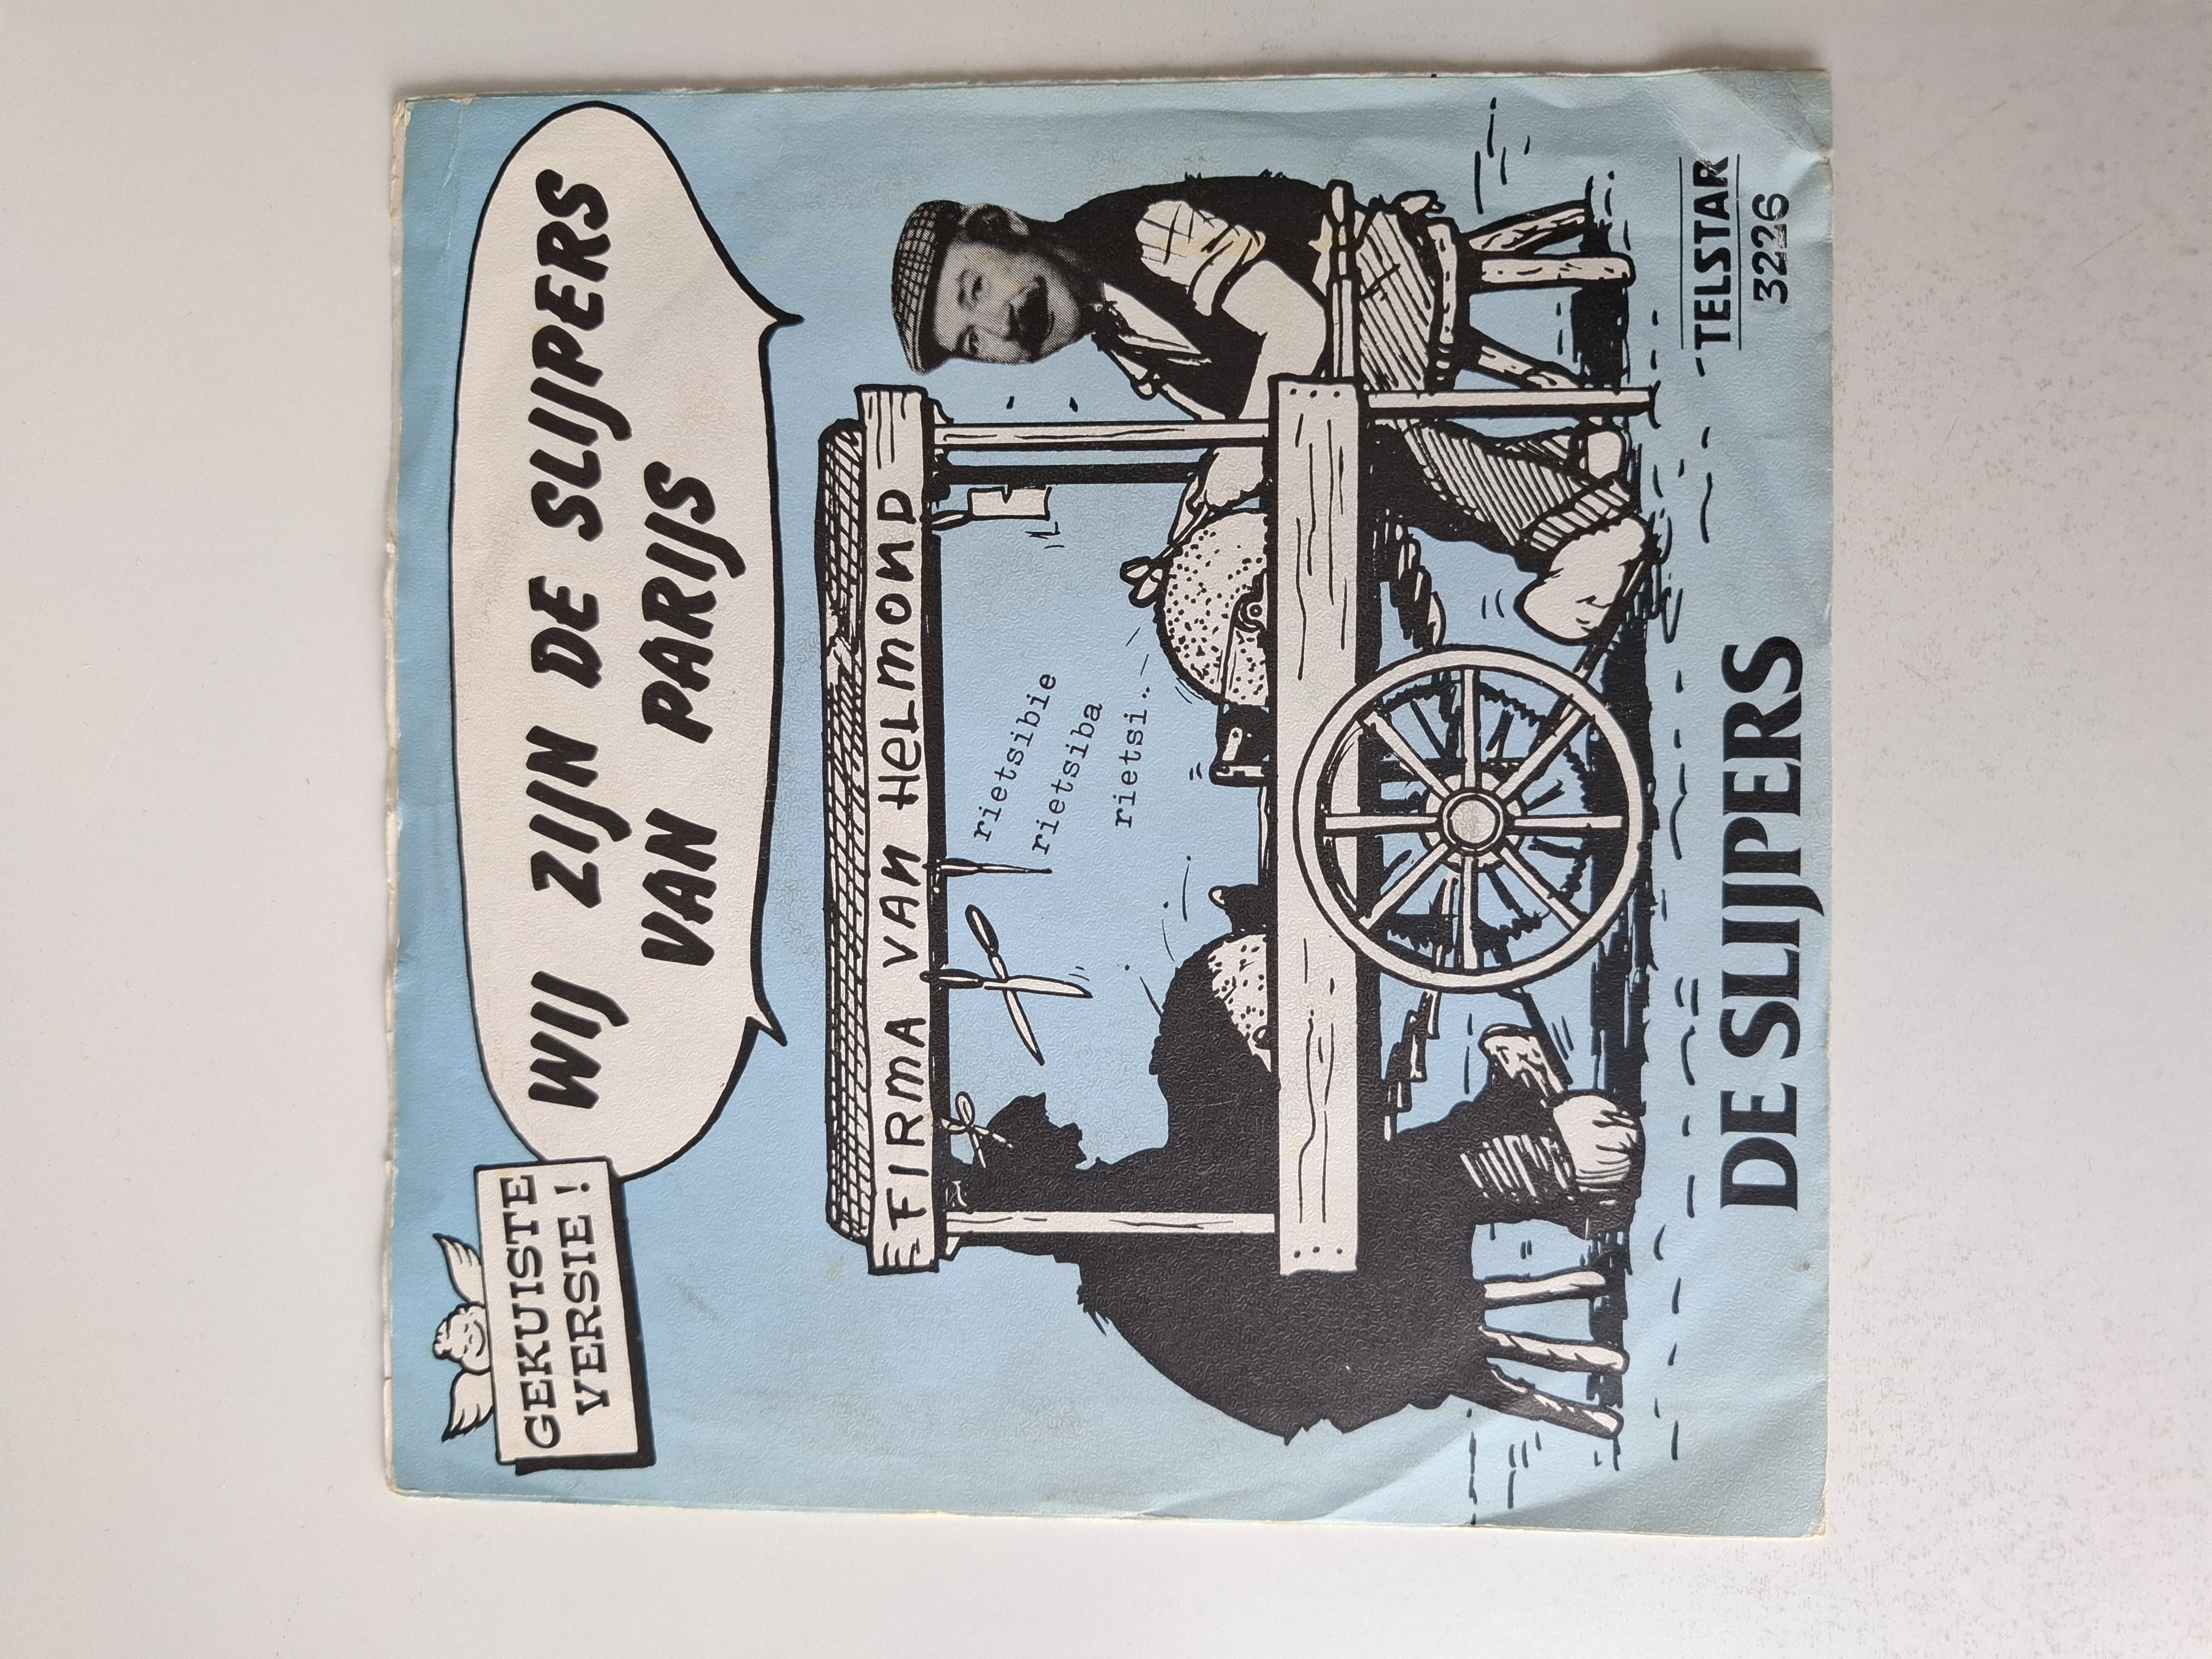 GEKUISTE
VERSIE!
WIJ ZIJN DE SLIJPERS
VAN PARIJS
FIRMA VAN HELMOND
rietsibie
rietsiba
rietsi..
DE SLIJPERS
TELSTAR
3226